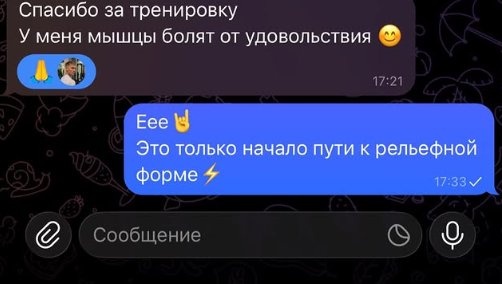 Спасибо за тренировку
У меня мышцы болят от удовольствия 😊
🙏
17:21
Еее🤘
Это только начало пути к рельефной
форме⚡
17:33✓
Сообщение